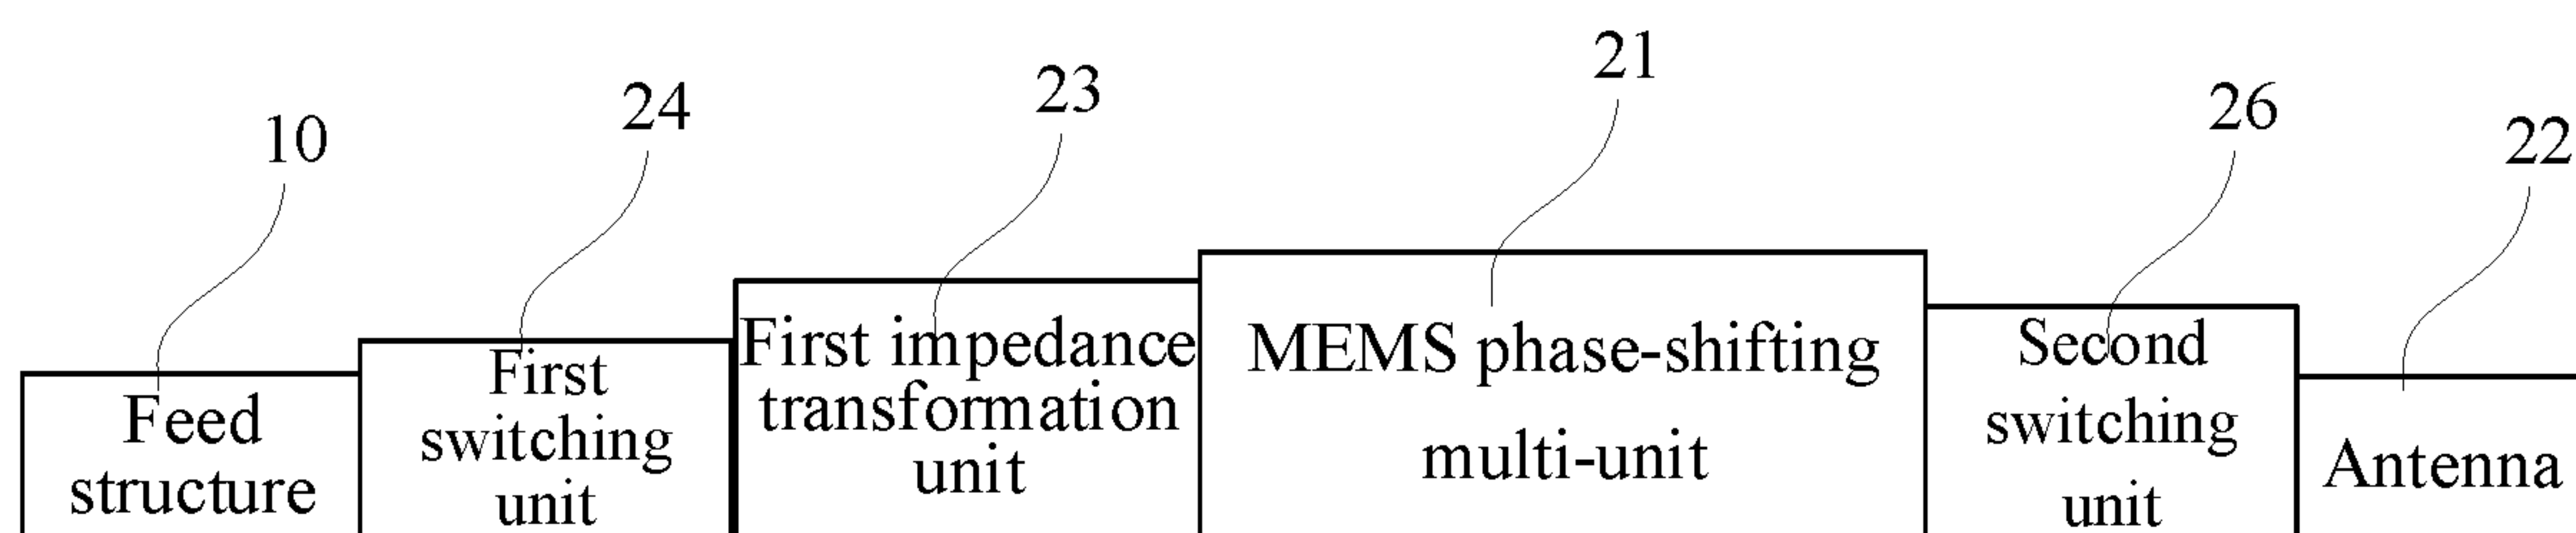 10
24
23
21
26
22
Feed
structure
First
switching
unit
First impedance
transformation
unit
MEMS phase-shifting
multi-unit
Second
switching
unit
Antenna